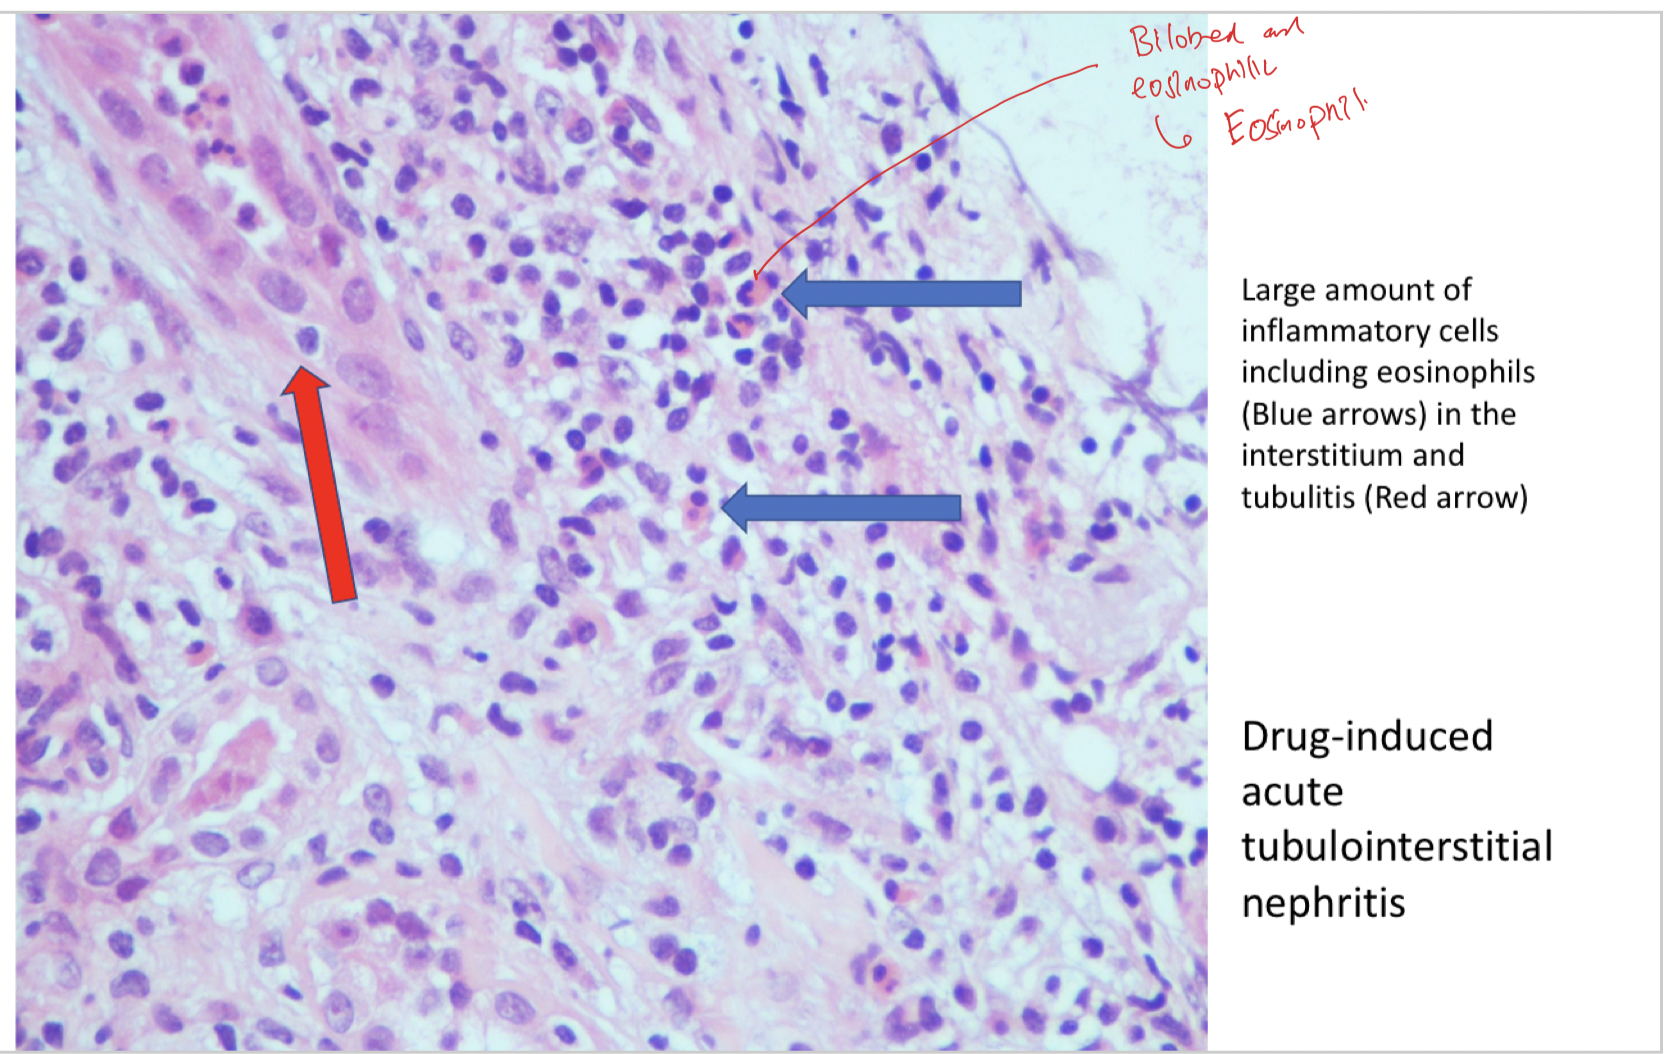 Bilobed and
eosinophilic
↳ Eosinophil.
Large amount of
inflammatory cells
including eosinophils
(Blue arrows) in the
interstitium and
tubulitis (Red arrow)
Drug-induced
acute
tubulointerstitial
nephritis